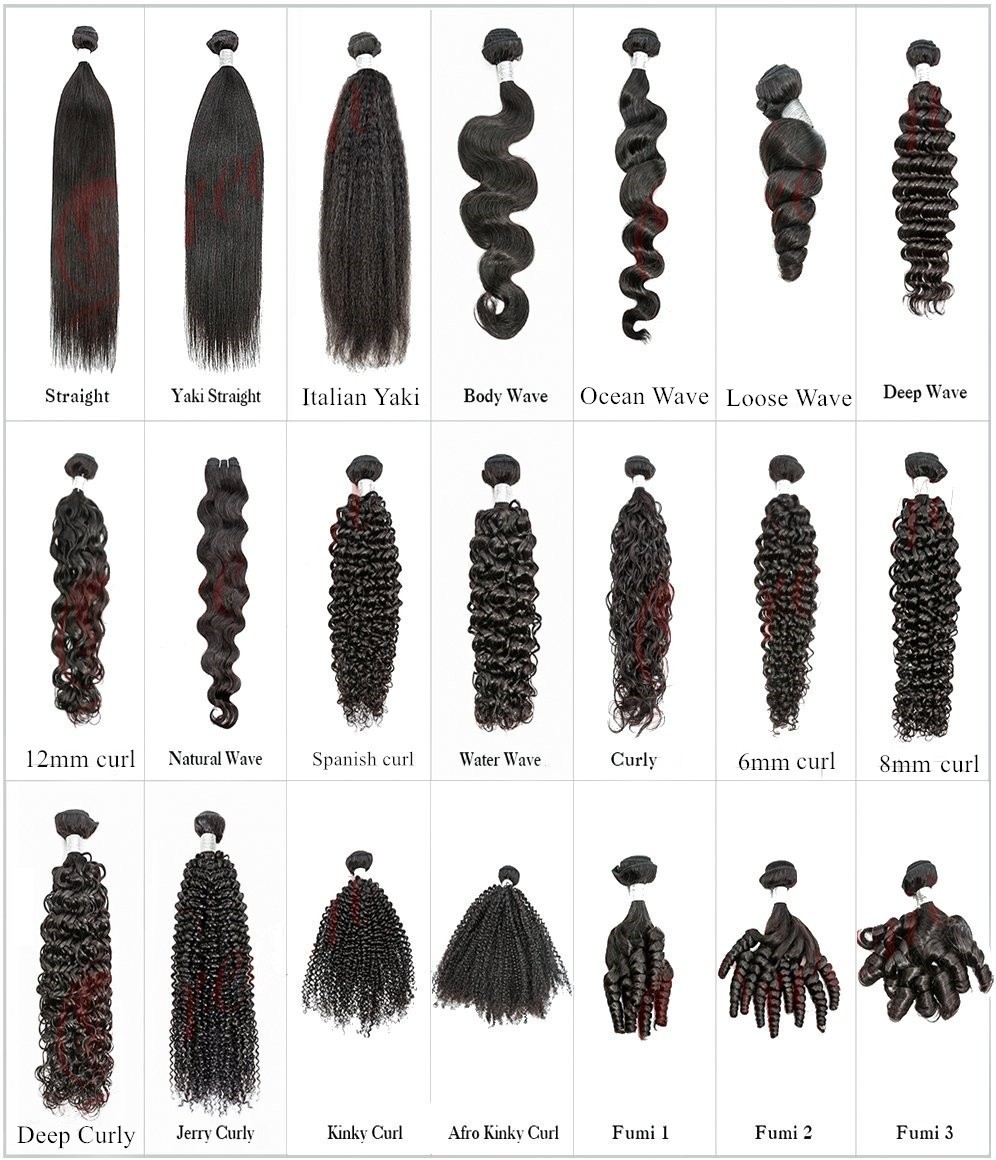 Straight
Yaki Straight
Italian Yaki
Body Wave
Ocean Wave
Loose Wave
Deep Wave
12mm curl
Natural Wave
Spanish curl
Water Wave
Curly
6mm curl
8mm curl
Deep Curly
Jerry Curly
Kinky Curl
Afro Kinky Curl
Fumi 1
Fumi 2
Fumi 3